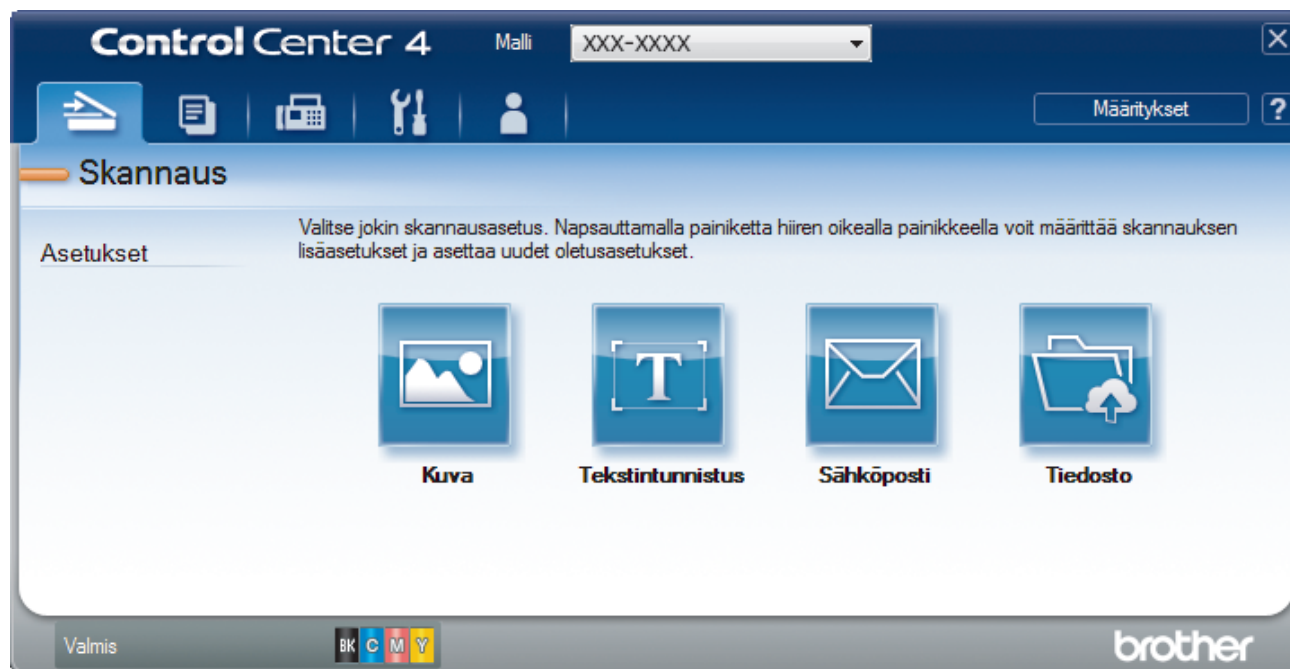 ControlCenter 4
Malli
XXX-XXXX
Määritykset
?
Skannaus
Asetukset
Valitse jokin skannausasetus. Napsauttamalla painiketta hiiren oikealla painikkeella voit määrittää skannauksen
lisäasetukset ja asettaa uudet oletusasetukset.
T
Kuva
Tekstintunnistus
Sähköposti
Tiedosto
Valmis
BK C M Y
brother